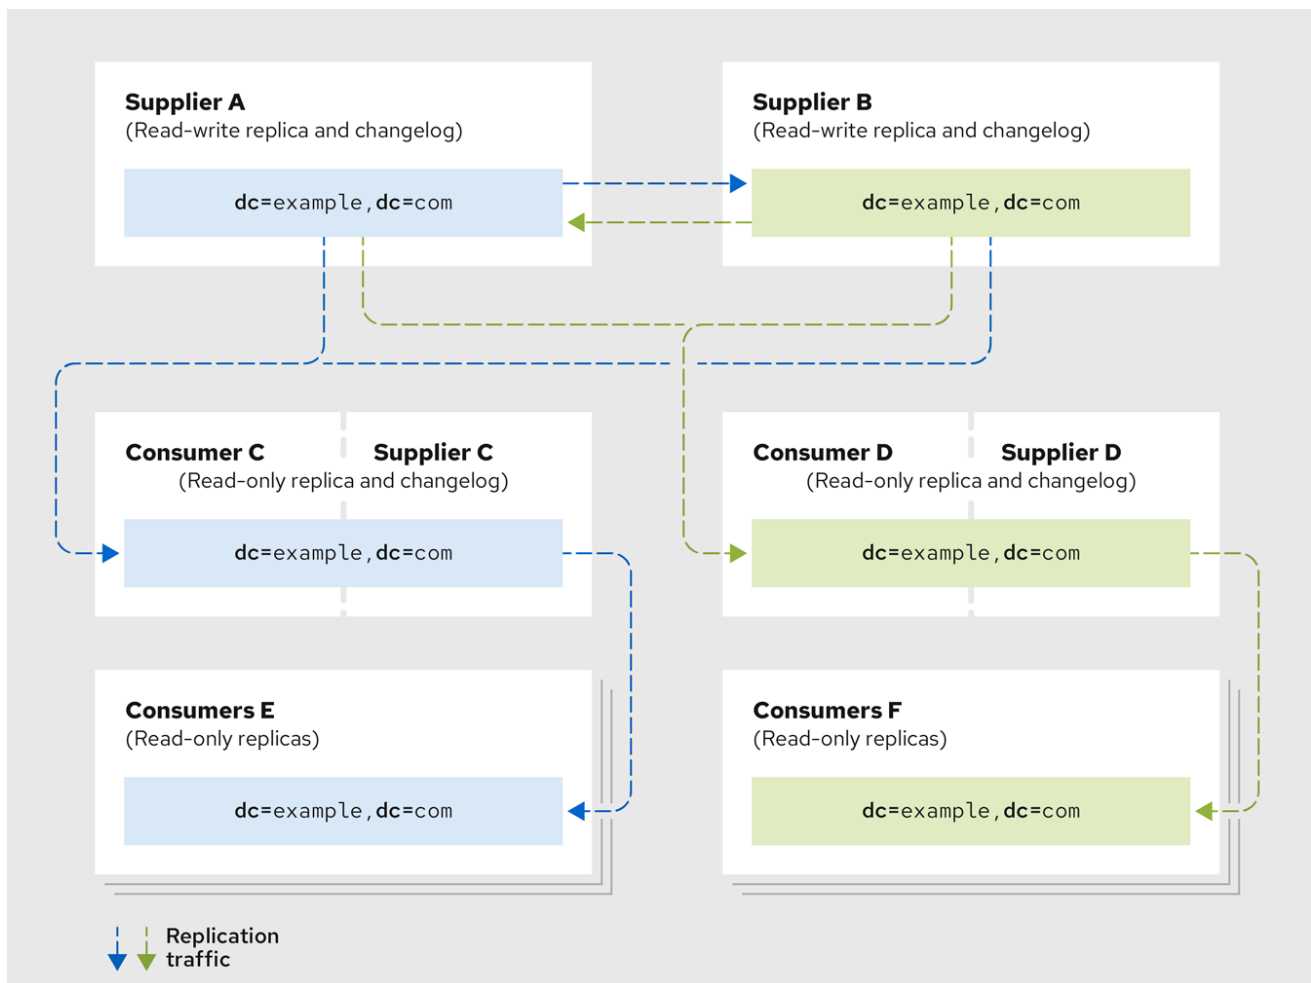 Supplier A
(Read-write replica and changelog)
dc=example,dc=com
Supplier B
(Read-write replica and changelog)
dc=example,dc=com
Consumer C
Supplier C
(Read-only replica and changelog)
dc=example,dc=com
Consumer D
Supplier D
(Read-only replica and changelog)
dc=example,dc=com
Consumers E
(Read-only replicas)
dc=example,dc=com
Consumers F
(Read-only replicas)
dc=example,dc=com
Replication
traffic